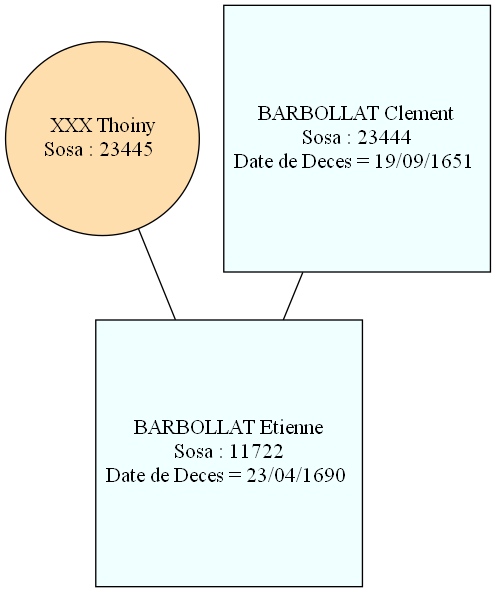 XXX Thoiny
Sosa : 23445
BARBOLLAT Clement
Sosa : 23444
Date de Deces = 19/09/1651
BARBOLLAT Etienne
Sosa : 11722
Date de Deces = 23/04/1690